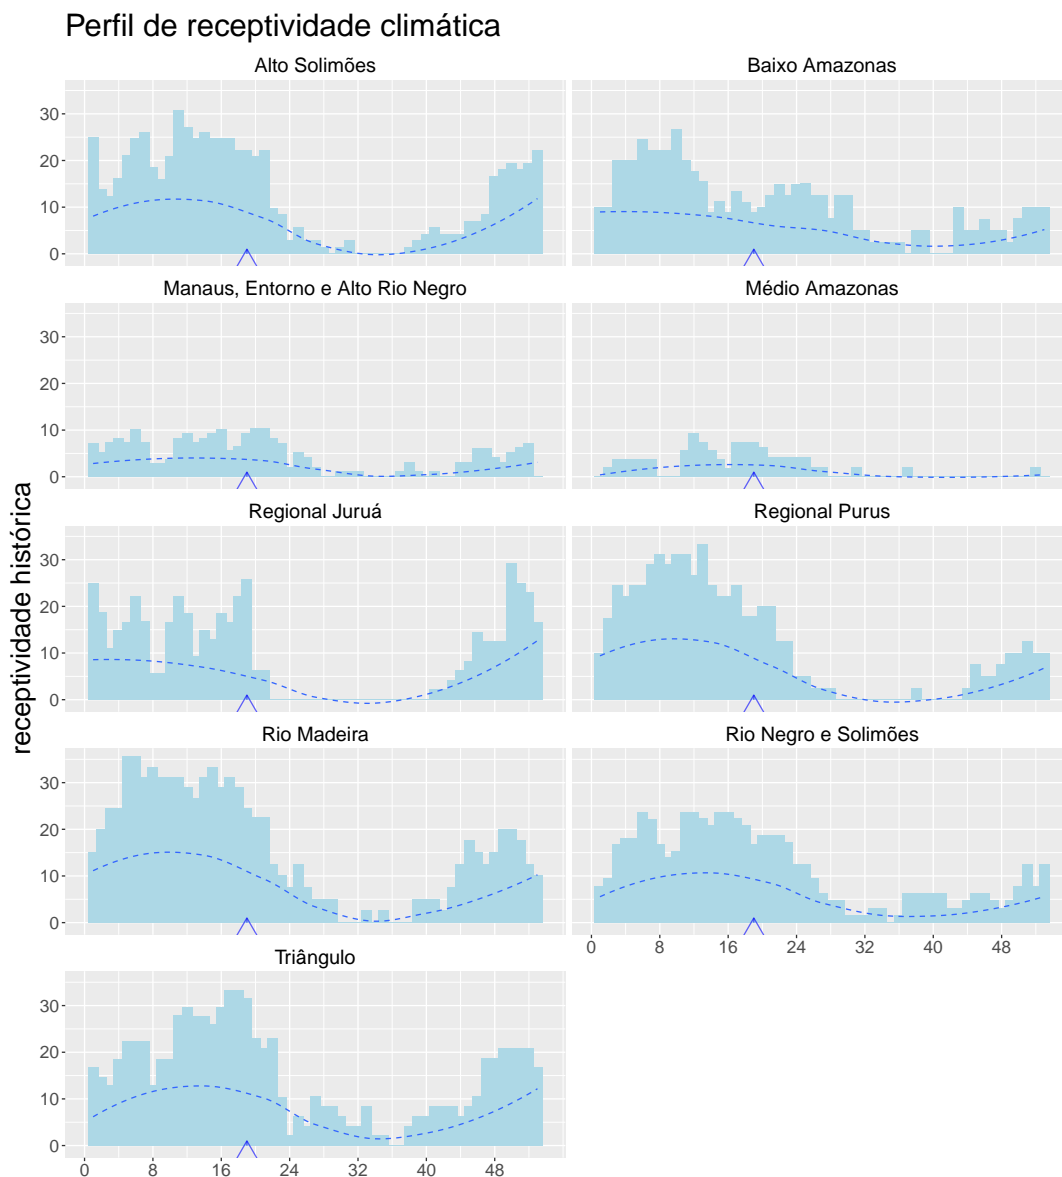 Perfil de receptividade climática
Alto Solimões
Baixo Amazonas
30
20
10
0
Manaus, Entorno e Alto Rio Negro
Médio Amazonas
30
20
10
0
receptividade histórica
Regional Juruá
Regional Purus
30
20
10
0
Rio Madeira
Rio Negro e Solimões
30
20
10
0
0 8 16 24 32 40 48
Triângulo
30
20
10
0
0 8 16 24 32 40 48